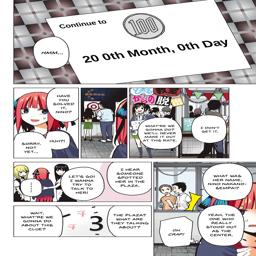 Continue to
100
20 0th Month, 0th Day
HMM...
HAVE
YOU
SOLVED
IT,
NINO?
HUH?!
SORRY,
NOT
YET...
WHAT'RE WE
GONNA DO?
WE'LL NEVER
MAKE IT OUT
AT THIS RATE.
I DON'T
GET IT.
LET'S GO!
I WANNA
TRY TO
TALK TO
HER!
I HEAR
SOMEONE
SPOTTED
HER IN THE
PLAZA.
WHAT WAS
HER NAME,
NINO NAKANO-
SENPAI?
WAIT,
WHAT'RE WE
GONNA DO
ABOUT THIS
CLUE?
3
THE PLAZA?
WHAT ARE
THEY TALKING
ABOUT?
OH
CRAP!
YEAH, THE
ONE WHO
REALLY
STOOD OUT
AS THE
CENTER.